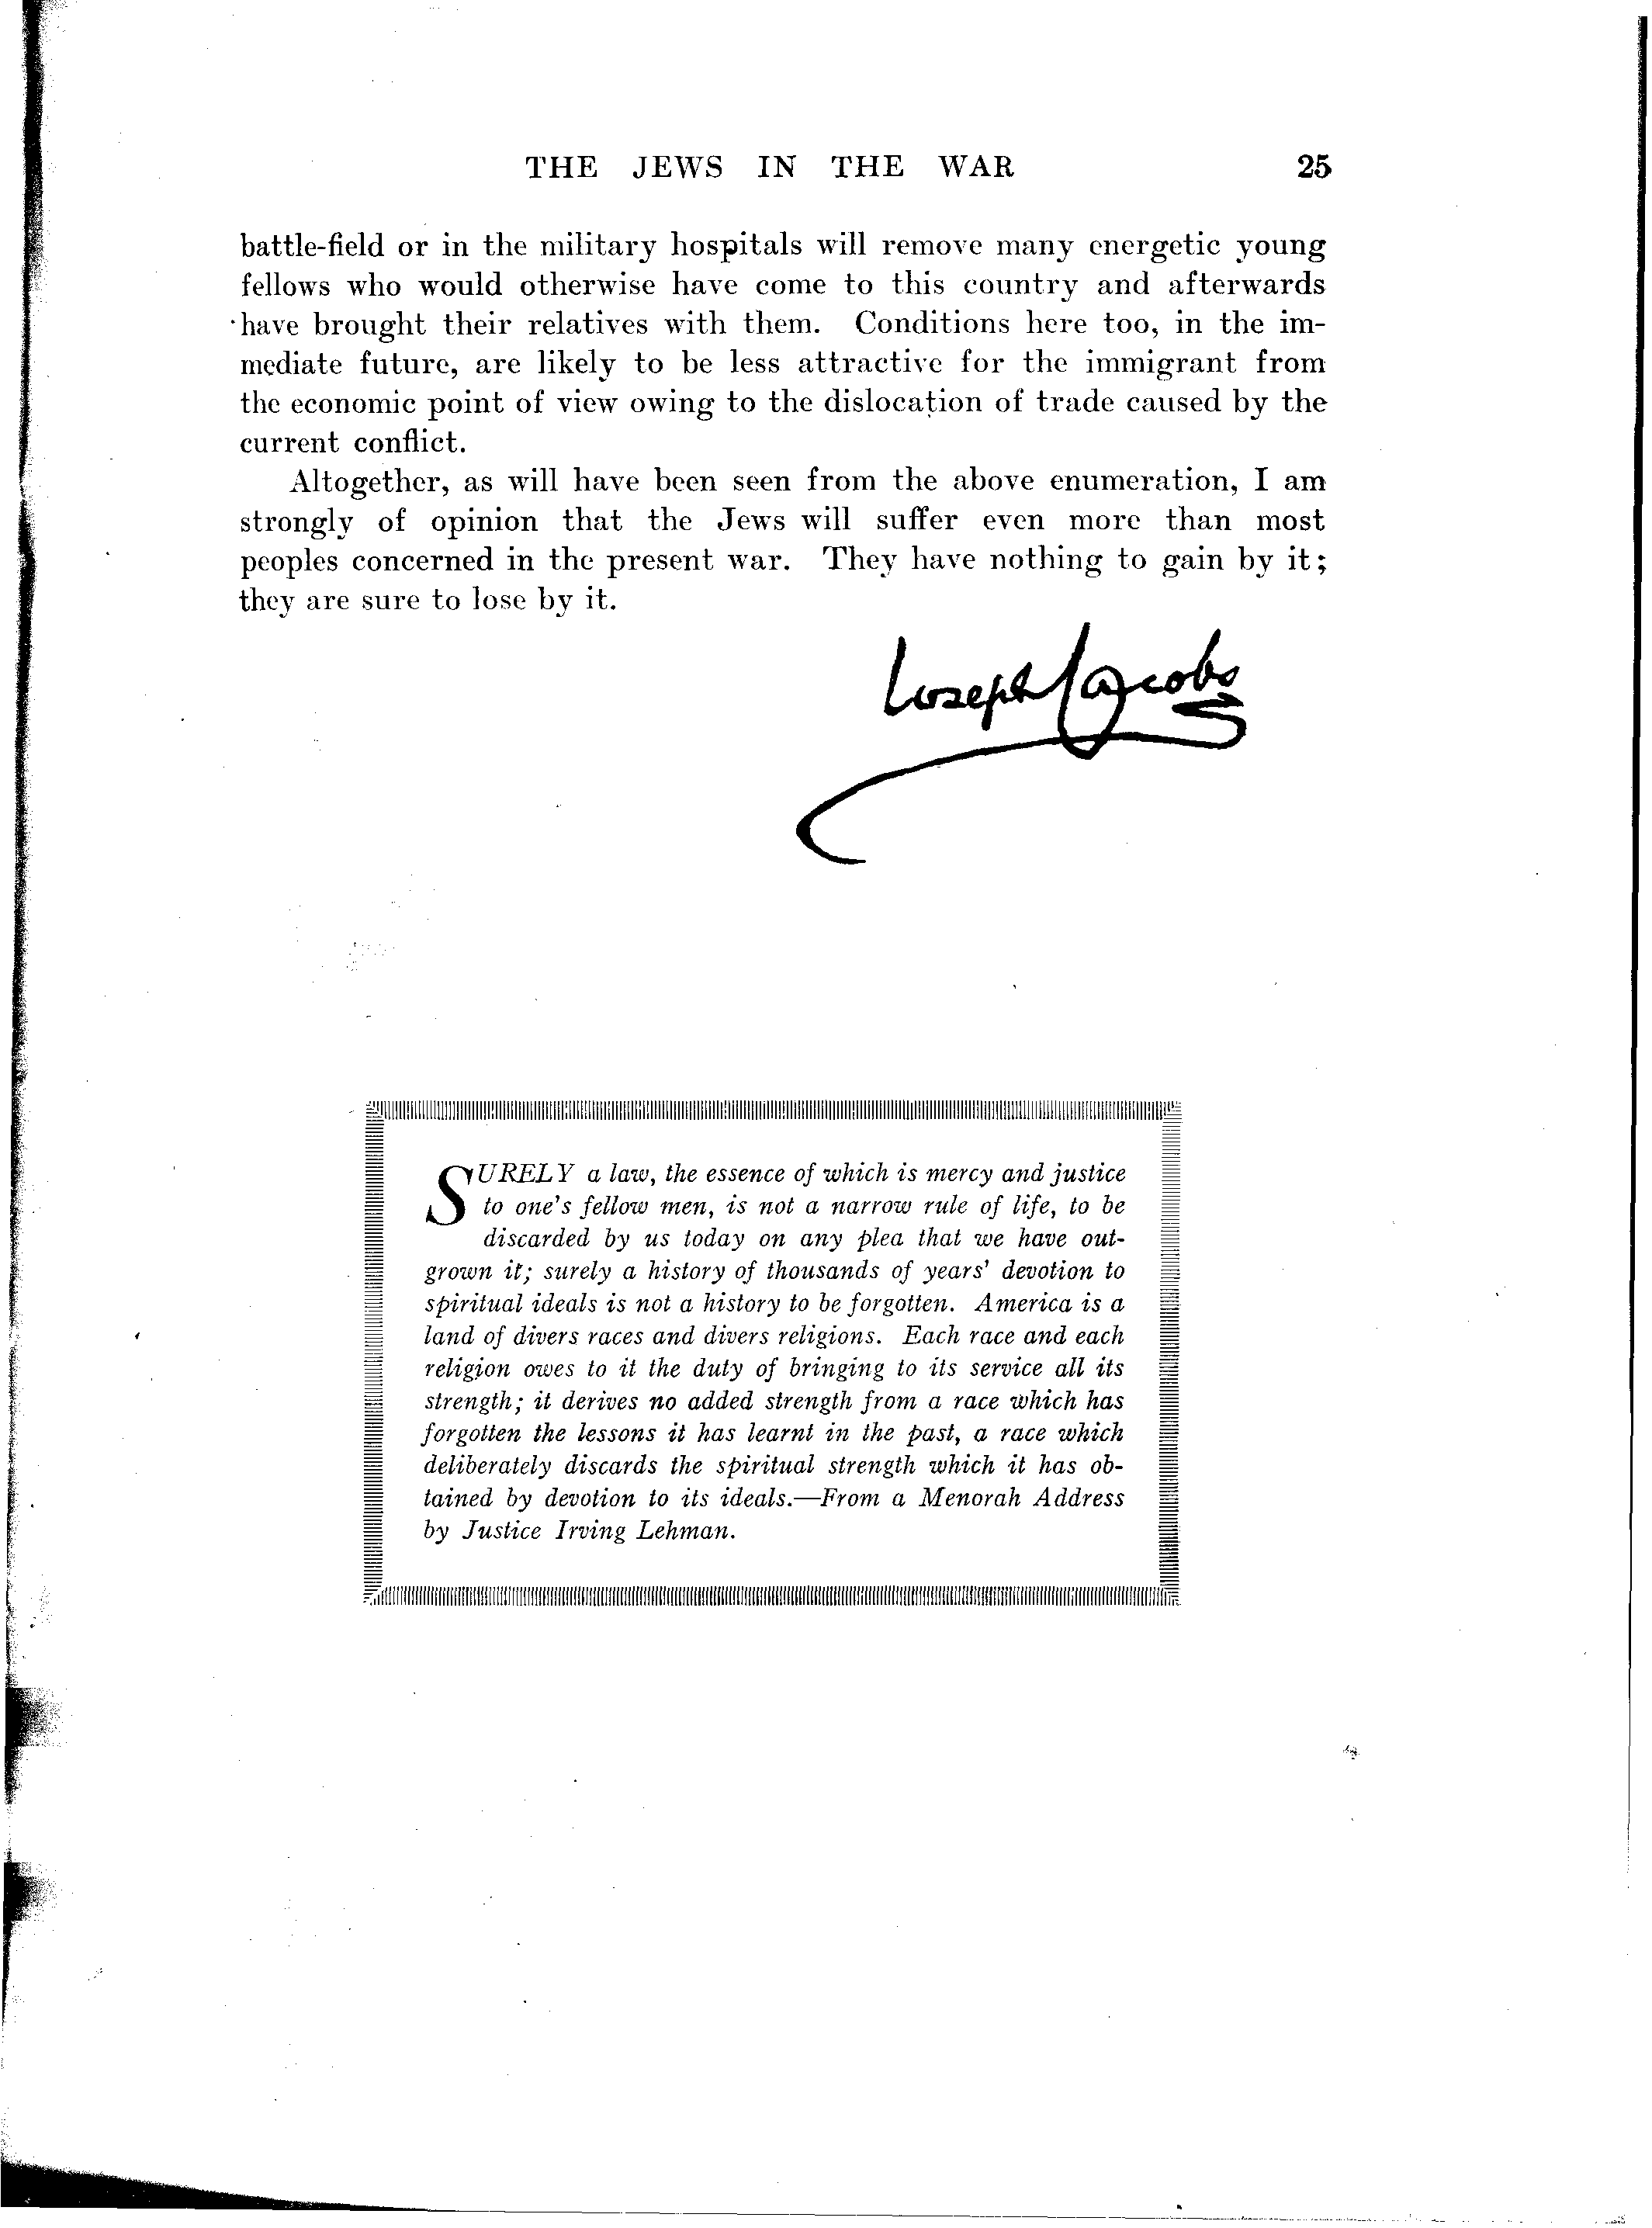 THE JEWS IN THE WAR 25
battle-field or in the military hospitals will remove many energetic young
fellows who would otherwise have come to this country and afterwards
have brought their relatives with them. Conditions here too, in the im-
mediate future, are likely to be less attractive for the immigrant from
the economic point of view owing to the dislocation of trade caused by the
current conflict.
Altogether, as will have been seen from the above enumeration, I am
strongly of opinion that the Jews will suffer even more than most
peoples concerned in the present war. They have nothing to gain by it;
they are sure to lose by it.
Joseph Jacobs
SURELY a law, the essence of which is mercy and justice
to one's fellow men, is not a narrow rule of life, to be
discarded by us today on any plea that we have out-
grown it; surely a history of thousands of years' devotion to
spiritual ideals is not a history to be forgotten. America is a
land of divers races and divers religions. Each race and each
religion owes to it the duty of bringing to its service all its
strength; it derives no added strength from a race which has
forgotten the lessons it has learnt in the past, a race which
deliberately discards the spiritual strength which it has ob-
tained by devotion to its ideals.—From a Menorah Address
by Justice Irving Lehman.